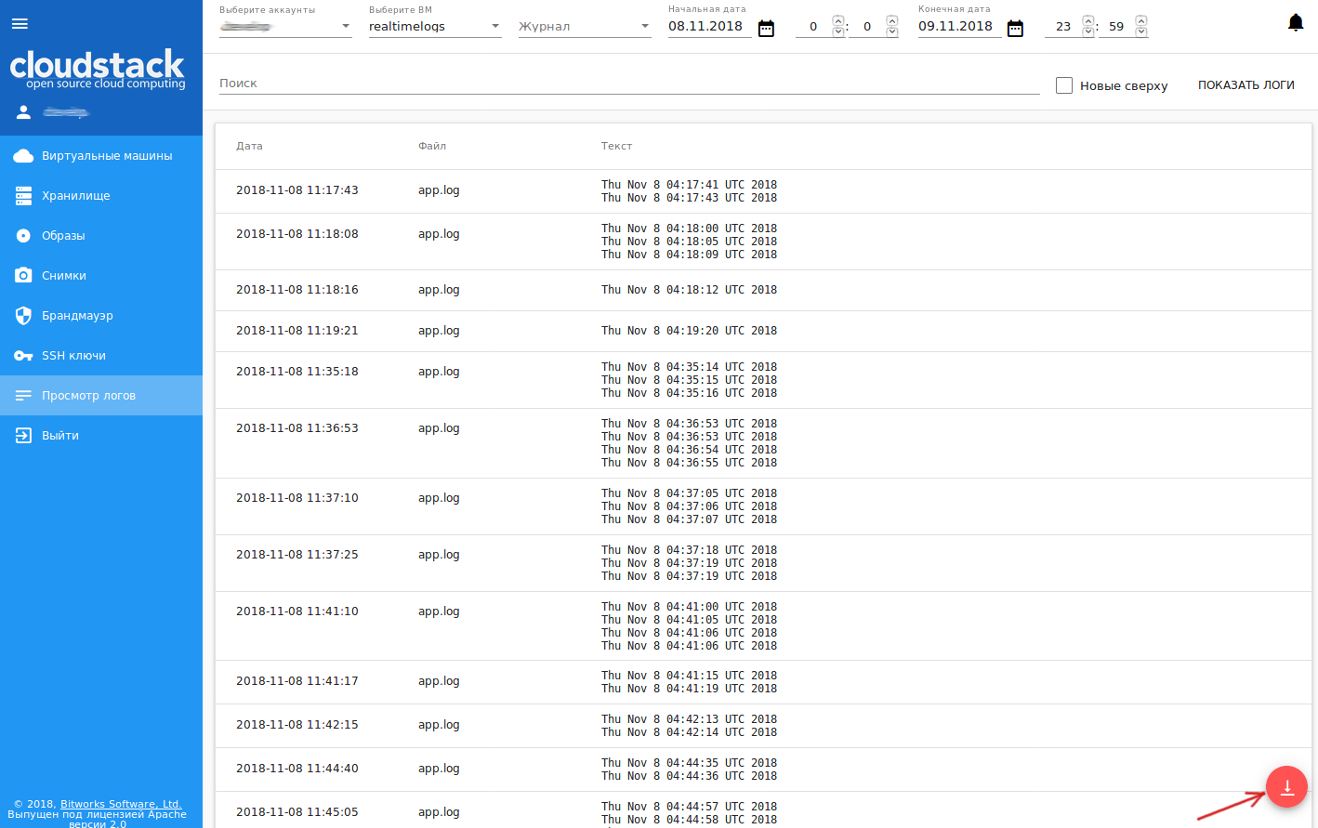 Выберите аккаунты
Выберите ВМ
Начальная дата
Конечная дата
realtimelogs
Журнал
08.11.2018
0 : 0
09.11.2018
23 : 59
cloudstack
open source cloud computing
Поиск
Новые сверху
ПОКАЗАТЬ ЛОГИ
Виртуальные машины
Хранилище
Образы
Снимки
Брандмауэр
SSH ключи
Просмотр логов
Выйти
© 2018, Bitworks Software, Ltd.
Выпущен под лицензией Apache
версии 2.0
Дата Файл Текст
2018-11-08 11:17:43 app.log Thu Nov 8 04:17:41 UTC 2018
Thu Nov 8 04:17:43 UTC 2018
2018-11-08 11:18:08 app.log Thu Nov 8 04:18:00 UTC 2018
Thu Nov 8 04:18:05 UTC 2018
Thu Nov 8 04:18:09 UTC 2018
2018-11-08 11:18:16 app.log Thu Nov 8 04:18:12 UTC 2018
2018-11-08 11:19:21 app.log Thu Nov 8 04:19:20 UTC 2018
2018-11-08 11:35:18 app.log Thu Nov 8 04:35:14 UTC 2018
Thu Nov 8 04:35:15 UTC 2018
Thu Nov 8 04:35:16 UTC 2018
2018-11-08 11:36:53 app.log Thu Nov 8 04:36:53 UTC 2018
Thu Nov 8 04:36:53 UTC 2018
Thu Nov 8 04:36:54 UTC 2018
Thu Nov 8 04:36:55 UTC 2018
2018-11-08 11:37:10 app.log Thu Nov 8 04:37:05 UTC 2018
Thu Nov 8 04:37:06 UTC 2018
Thu Nov 8 04:37:07 UTC 2018
2018-11-08 11:37:25 app.log Thu Nov 8 04:37:18 UTC 2018
Thu Nov 8 04:37:19 UTC 2018
Thu Nov 8 04:37:19 UTC 2018
2018-11-08 11:41:10 app.log Thu Nov 8 04:41:00 UTC 2018
Thu Nov 8 04:41:05 UTC 2018
Thu Nov 8 04:41:06 UTC 2018
Thu Nov 8 04:41:06 UTC 2018
2018-11-08 11:41:17 app.log Thu Nov 8 04:41:15 UTC 2018
Thu Nov 8 04:41:19 UTC 2018
2018-11-08 11:42:15 app.log Thu Nov 8 04:42:13 UTC 2018
Thu Nov 8 04:42:14 UTC 2018
2018-11-08 11:44:40 app.log Thu Nov 8 04:44:35 UTC 2018
Thu Nov 8 04:44:36 UTC 2018
2018-11-08 11:45:05 app.log Thu Nov 8 04:44:57 UTC 2018
Thu Nov 8 04:44:58 UTC 2018